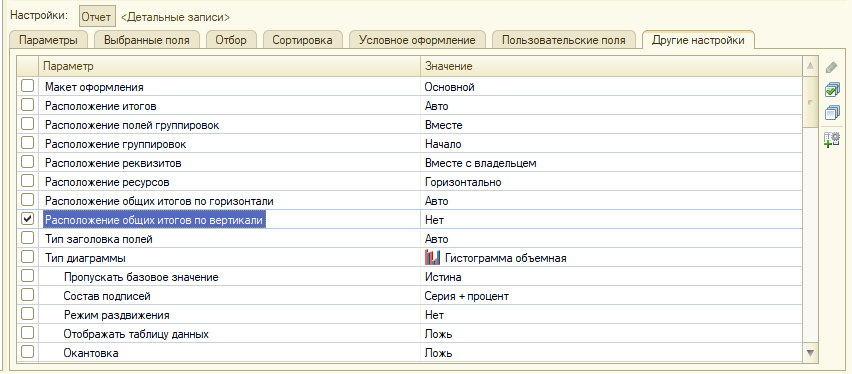 Настройки: Отчет <Детальные записи>
Параметры Выбранные поля Отбор Сортировка Условное оформление Пользовательские поля Другие настройки
Параметр Значение
Макет оформления Основной
Расположение итогов Авто
Расположение полей группировок Вместе
Расположение группировок Начало
Расположение реквизитов Вместе с владельцем
Расположение ресурсов Горизонтально
Расположение общих итогов по горизонтали Авто
Расположение общих итогов по вертикали Нет
Тип заголовка полей Авто
Тип диаграммы Гистограмма объемная
Пропускать базовое значение Истина
Состав подписей Серия + процент
Режим раздвижения Нет
Отображать таблицу данных Ложь
Окантовка Ложь